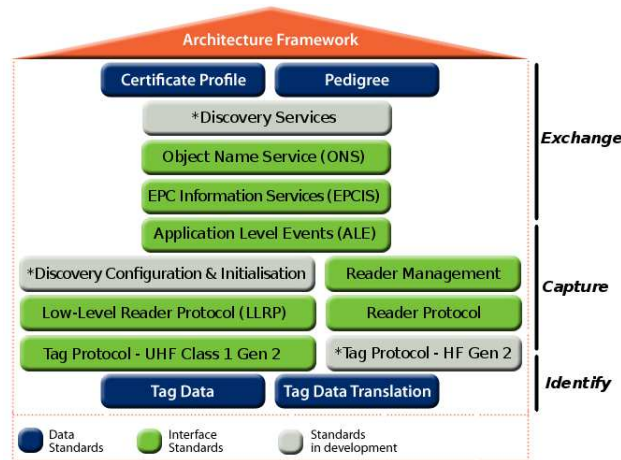 Architecture Framework
Certificate Profile
Pedigree
*Discovery Services
Object Name Service (ONS)
EPC Information Services (EPCIS)
Application Level Events (ALE)
*Discovery Configuration & Initialisation
Reader Management
Low-Level Reader Protocol (LLRP)
Reader Protocol
Tag Protocol - UHF Class 1 Gen 2
*Tag Protocol - HF Gen 2
Tag Data
Tag Data Translation
Exchange
Capture
Identify
Data
Standards
Interface
Standards
Standards
in development